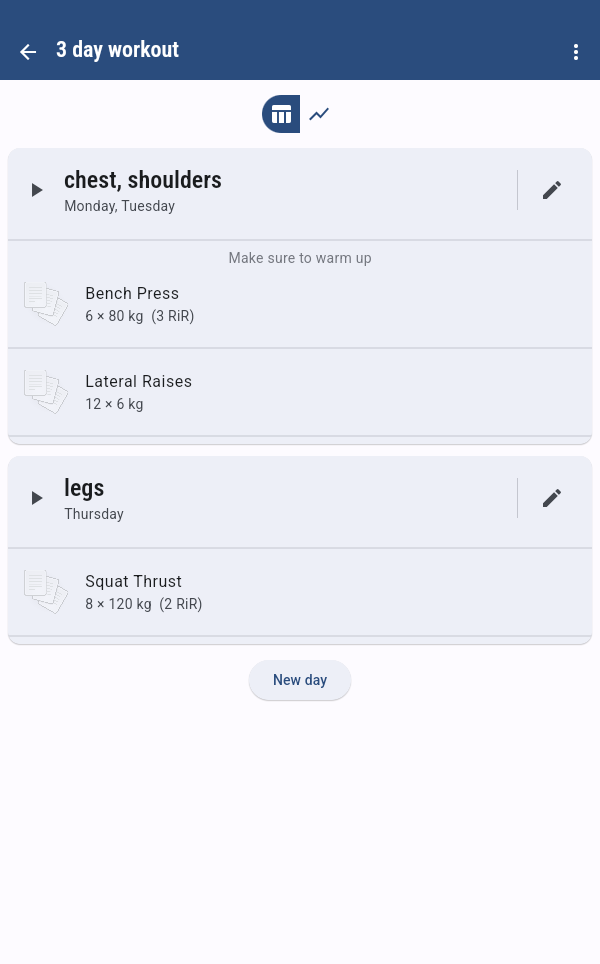 3 day workout
chest, shoulders
Monday, Tuesday
Make sure to warm up
Bench Press
6 × 80 kg  (3 RiR)
Lateral Raises
12 × 6 kg
legs
Thursday
Squat Thrust
8 × 120 kg  (2 RiR)
New day